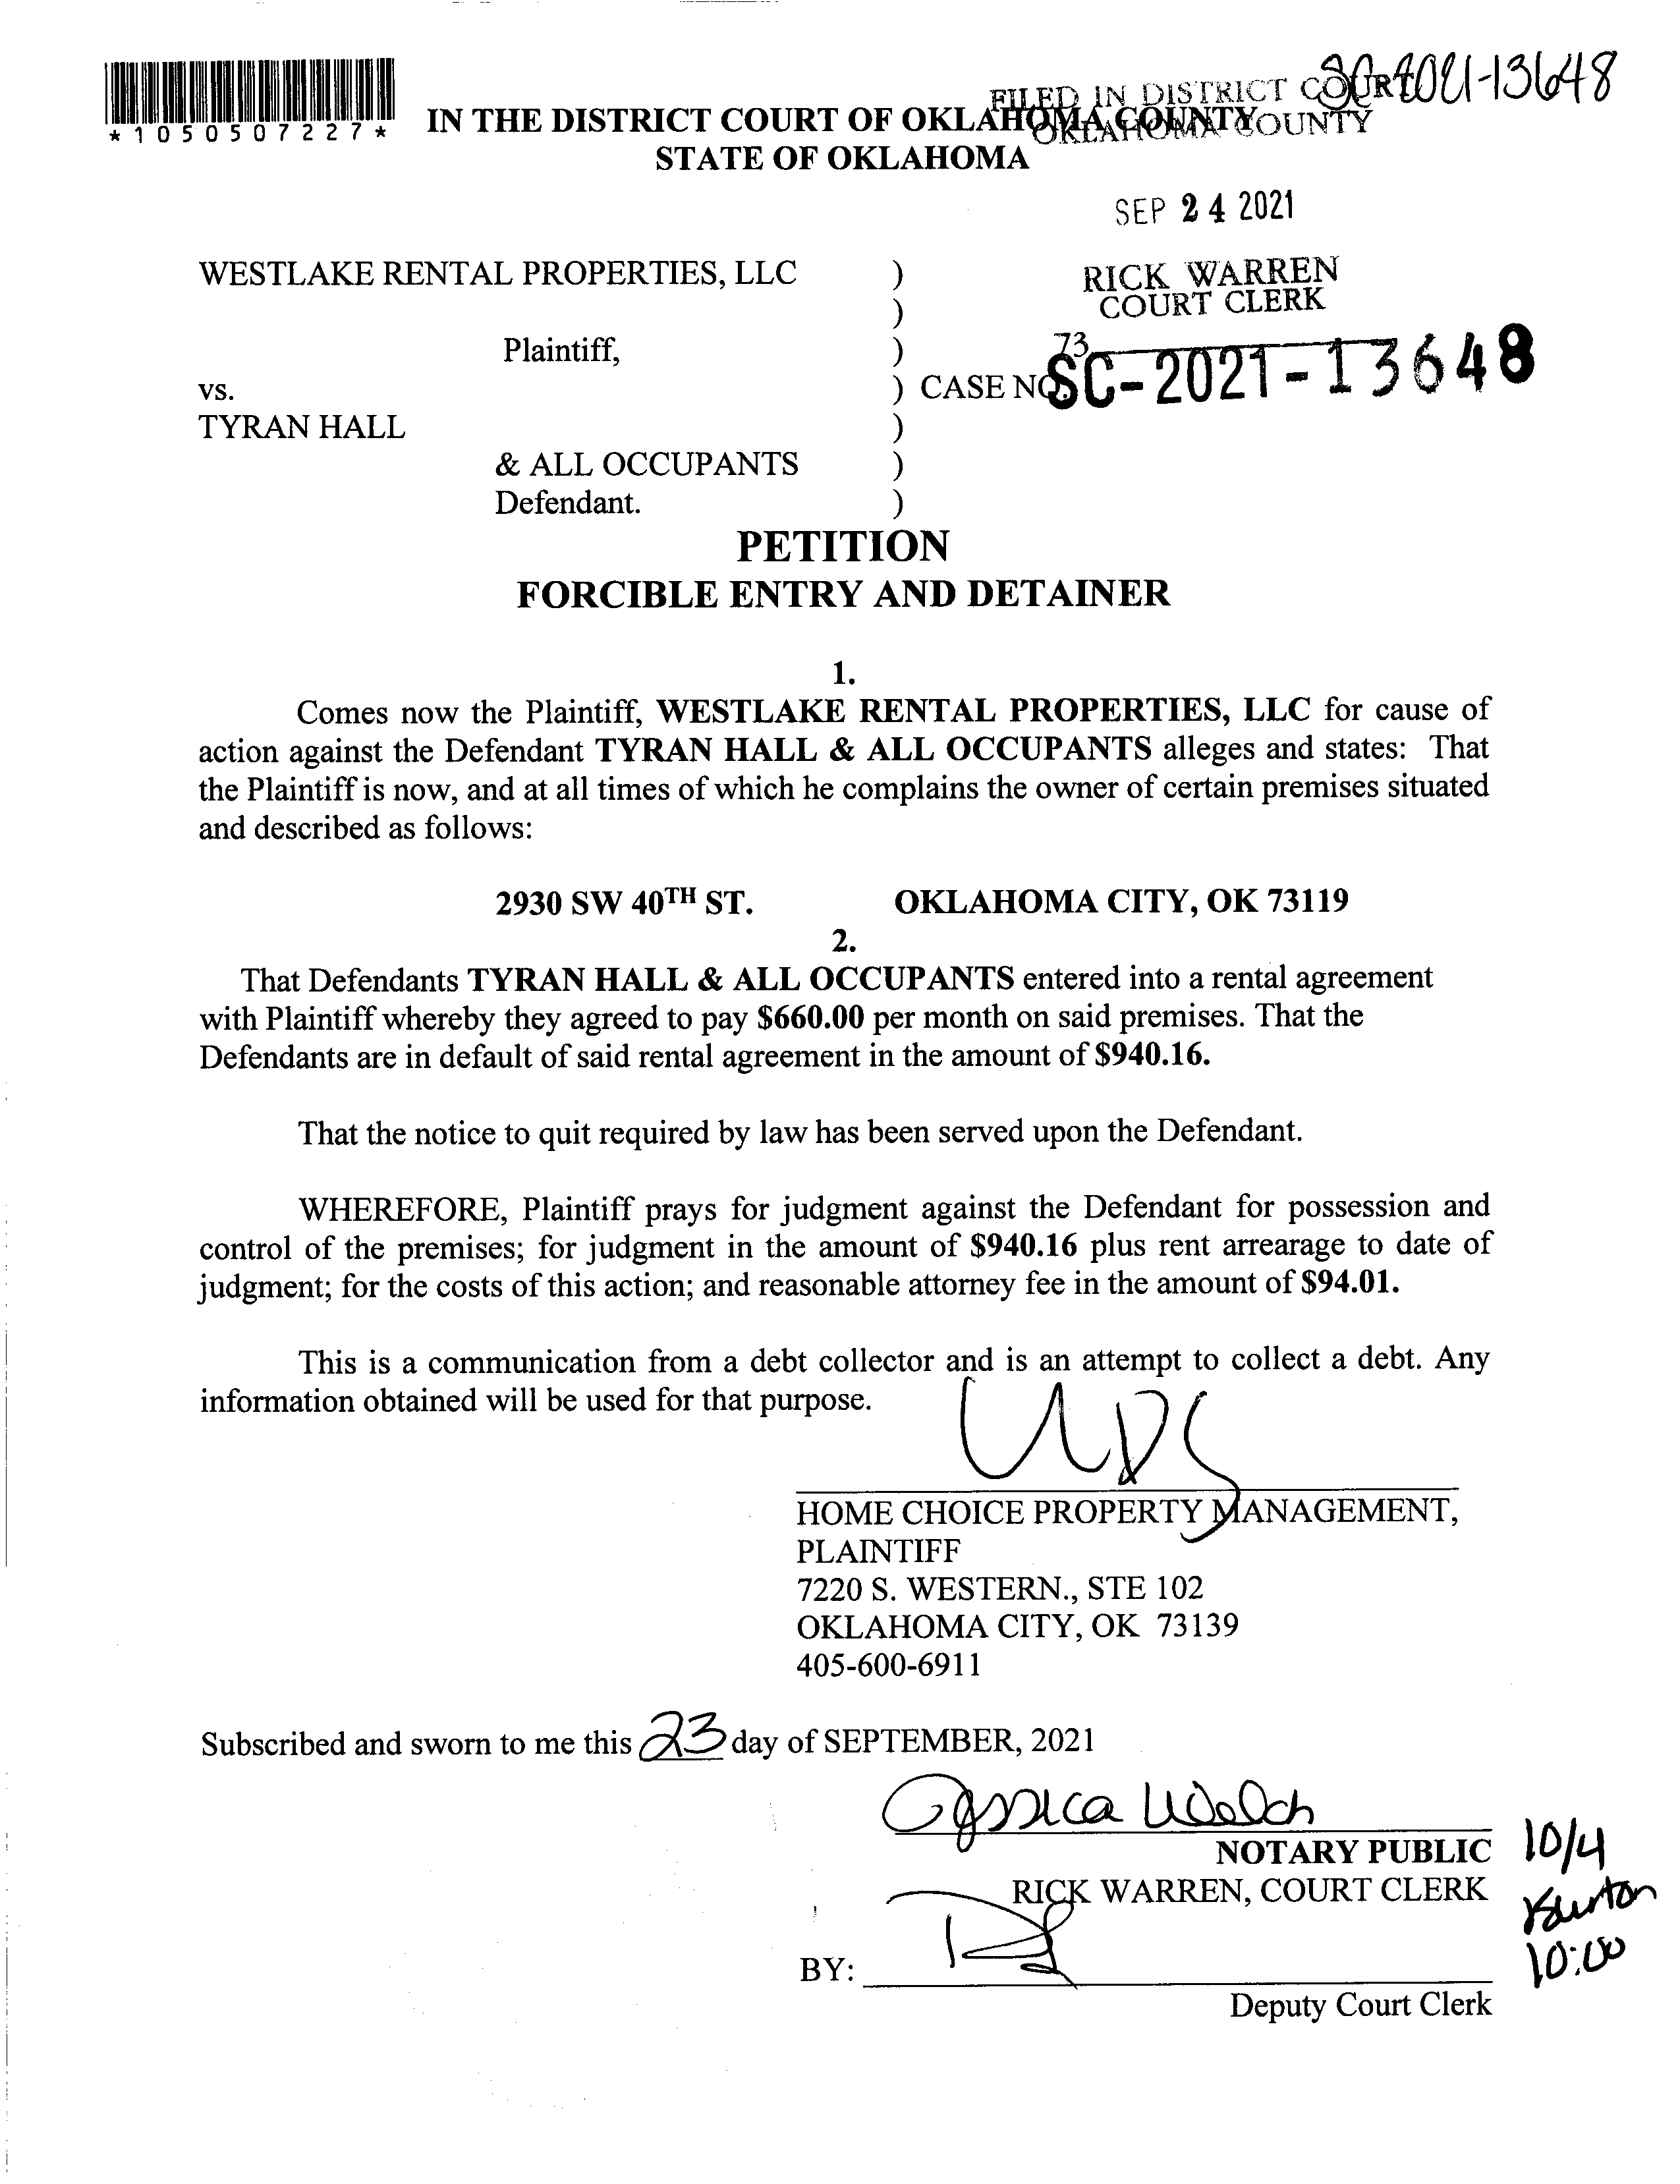 SC-2021-13648
FILED IN DISTRICT COURT
*1050507227*
IN THE DISTRICT COURT OF OKLAHOMA COUNTY
OKLAHOMA COUNTY
STATE OF OKLAHOMA
SEP 24 2021
WESTLAKE RENTAL PROPERTIES, LLC )
RICK WARREN
COURT CLERK
)
73
Plaintiff, )
vs. ) CASE NO. SC-2021-13648
TYRAN HALL )
& ALL OCCUPANTS )
Defendant. )
PETITION
FORCIBLE ENTRY AND DETAINER
1.
Comes now the Plaintiff, WESTLAKE RENTAL PROPERTIES, LLC for cause of
action against the Defendant TYRAN HALL & ALL OCCUPANTS alleges and states: That
the Plaintiff is now, and at all times of which he complains the owner of certain premises situated
and described as follows:
2930 SW 40TH ST. OKLAHOMA CITY, OK 73119
2.
That Defendants TYRAN HALL & ALL OCCUPANTS entered into a rental agreement
with Plaintiff whereby they agreed to pay $660.00 per month on said premises. That the
Defendants are in default of said rental agreement in the amount of $940.16.
That the notice to quit required by law has been served upon the Defendant.
WHEREFORE, Plaintiff prays for judgment against the Defendant for possession and
control of the premises; for judgment in the amount of $940.16 plus rent arrearage to date of
judgment; for the costs of this action; and reasonable attorney fee in the amount of $94.01.
This is a communication from a debt collector and is an attempt to collect a debt. Any
information obtained will be used for that purpose.
HOME CHOICE PROPERTY MANAGEMENT,
PLAINTIFF
7220 S. WESTERN., STE 102
OKLAHOMA CITY, OK 73139
405-600-6911
Subscribed and sworn to me this 23 day of SEPTEMBER, 2021
Jessica Welch
NOTARY PUBLIC
10/4
RICK WARREN, COURT CLERK
10:00
BY:
Deputy Court Clerk